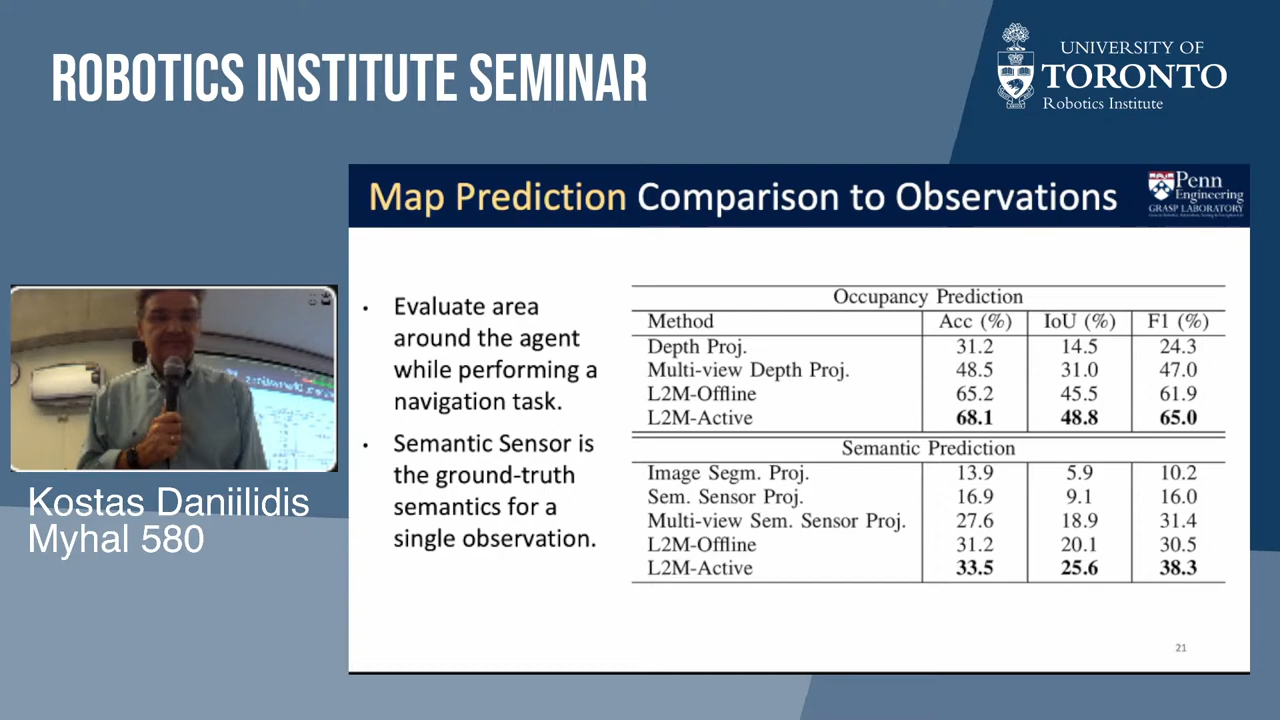 ROBOTICS INSTITUTE SEMINAR
UNIVERSITY OF
TORONTO
Robotics Institute
Map Prediction Comparison to Observations
Penn
Engineering
GRASP LABORATORY
• Evaluate area
around the agent
while performing a
navigation task.
• Semantic Sensor is
the ground-truth
semantics for a
single observation.
Occupancy Prediction
Method Acc (%) IoU (%) F1 (%)
Depth Proj. 31.2 14.5 24.3
Multi-view Depth Proj. 48.5 31.0 47.0
L2M-Offline 65.2 45.5 61.9
L2M-Active 68.1 48.8 65.0
Semantic Prediction
Image Segm. Proj. 13.9 5.9 10.2
Sem. Sensor Proj. 16.9 9.1 16.0
Multi-view Sem. Sensor Proj. 27.6 18.9 31.4
L2M-Offline 31.2 20.1 30.5
L2M-Active 33.5 25.6 38.3
21
Kostas Daniilidis
Myhal 580